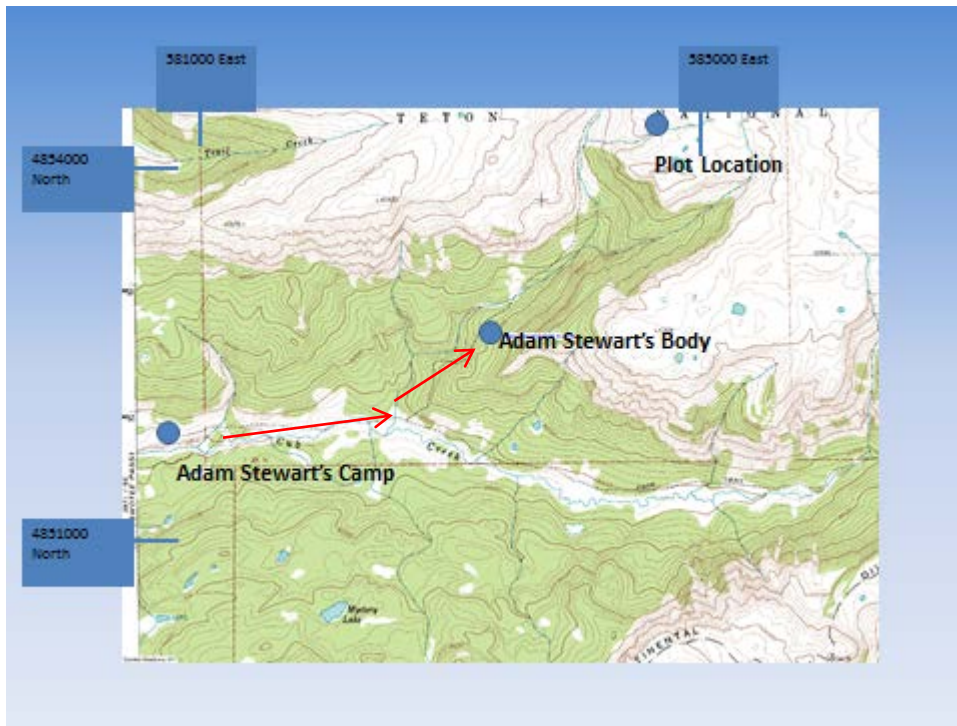 581000 East
585000 East
TETON
NATIONAL
4854000
North
Trail Creek
Plot Location
Adam Stewart's Body
Cub
Creek
Adam Stewart's Camp
4851000
North
Mystery
Lake
TINENTAL
DI